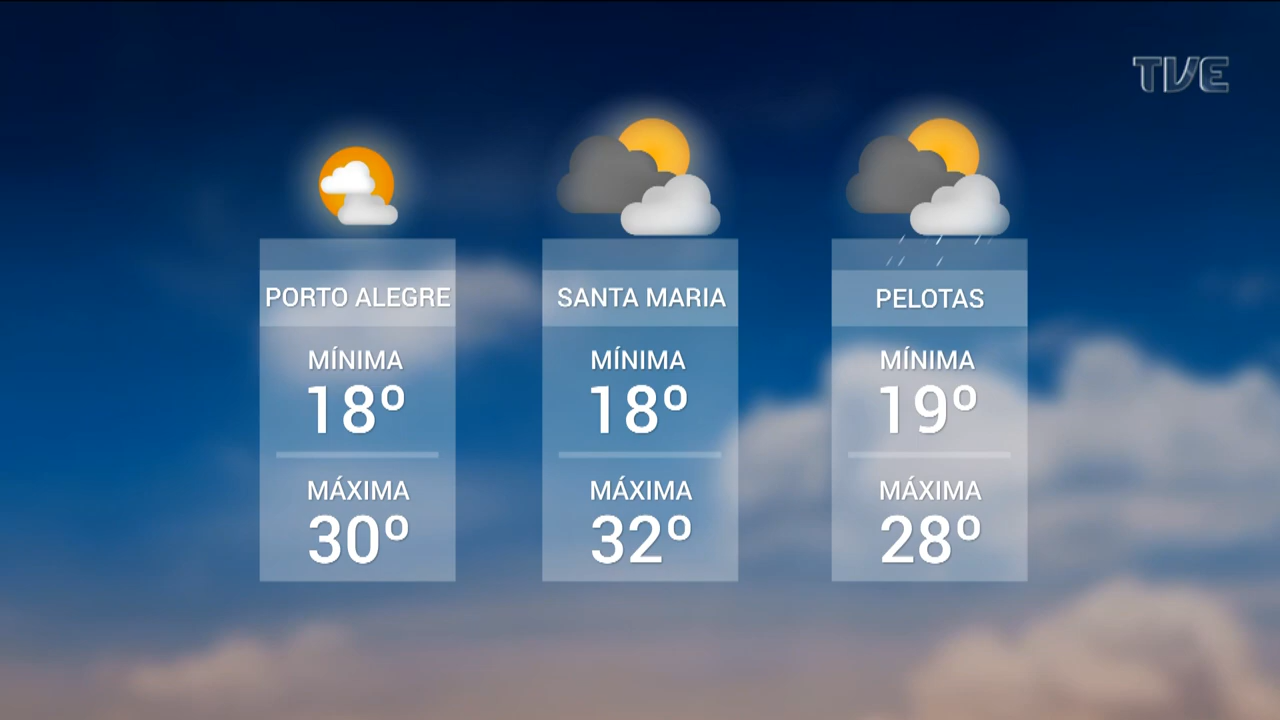 TVE
PORTO ALEGRE
MÍNIMA
18º
MÁXIMA
30º
SANTA MARIA
MÍNIMA
18º
MÁXIMA
32º
PELOTAS
MÍNIMA
19º
MÁXIMA
28º